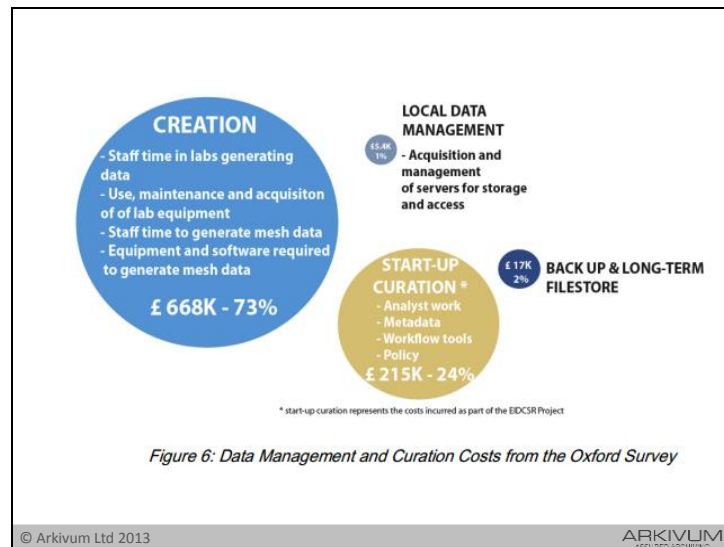 CREATION
- Staff time in labs generating
data
- Use, maintenance and acquisiton
of of lab equipment
- Staff time to generate mesh data
- Equipment and software required
to generate mesh data
£ 668K - 73%
LOCAL DATA
MANAGEMENT
£5.4K
1%
- Acquisition and
management
of servers for storage
and access
START-UP
CURATION *
- Analyst work
- Metadata
- Workflow tools
- Policy
£ 215K - 24%
£ 17K
2%
BACK UP & LONG-TERM
FILESTORE
* start-up curation represents the costs incurred as part of the EIDCSR Project
Figure 6: Data Management and Curation Costs from the Oxford Survey
© Arkivum Ltd 2013
ARKIVUM
ASSURED ARCHIVING